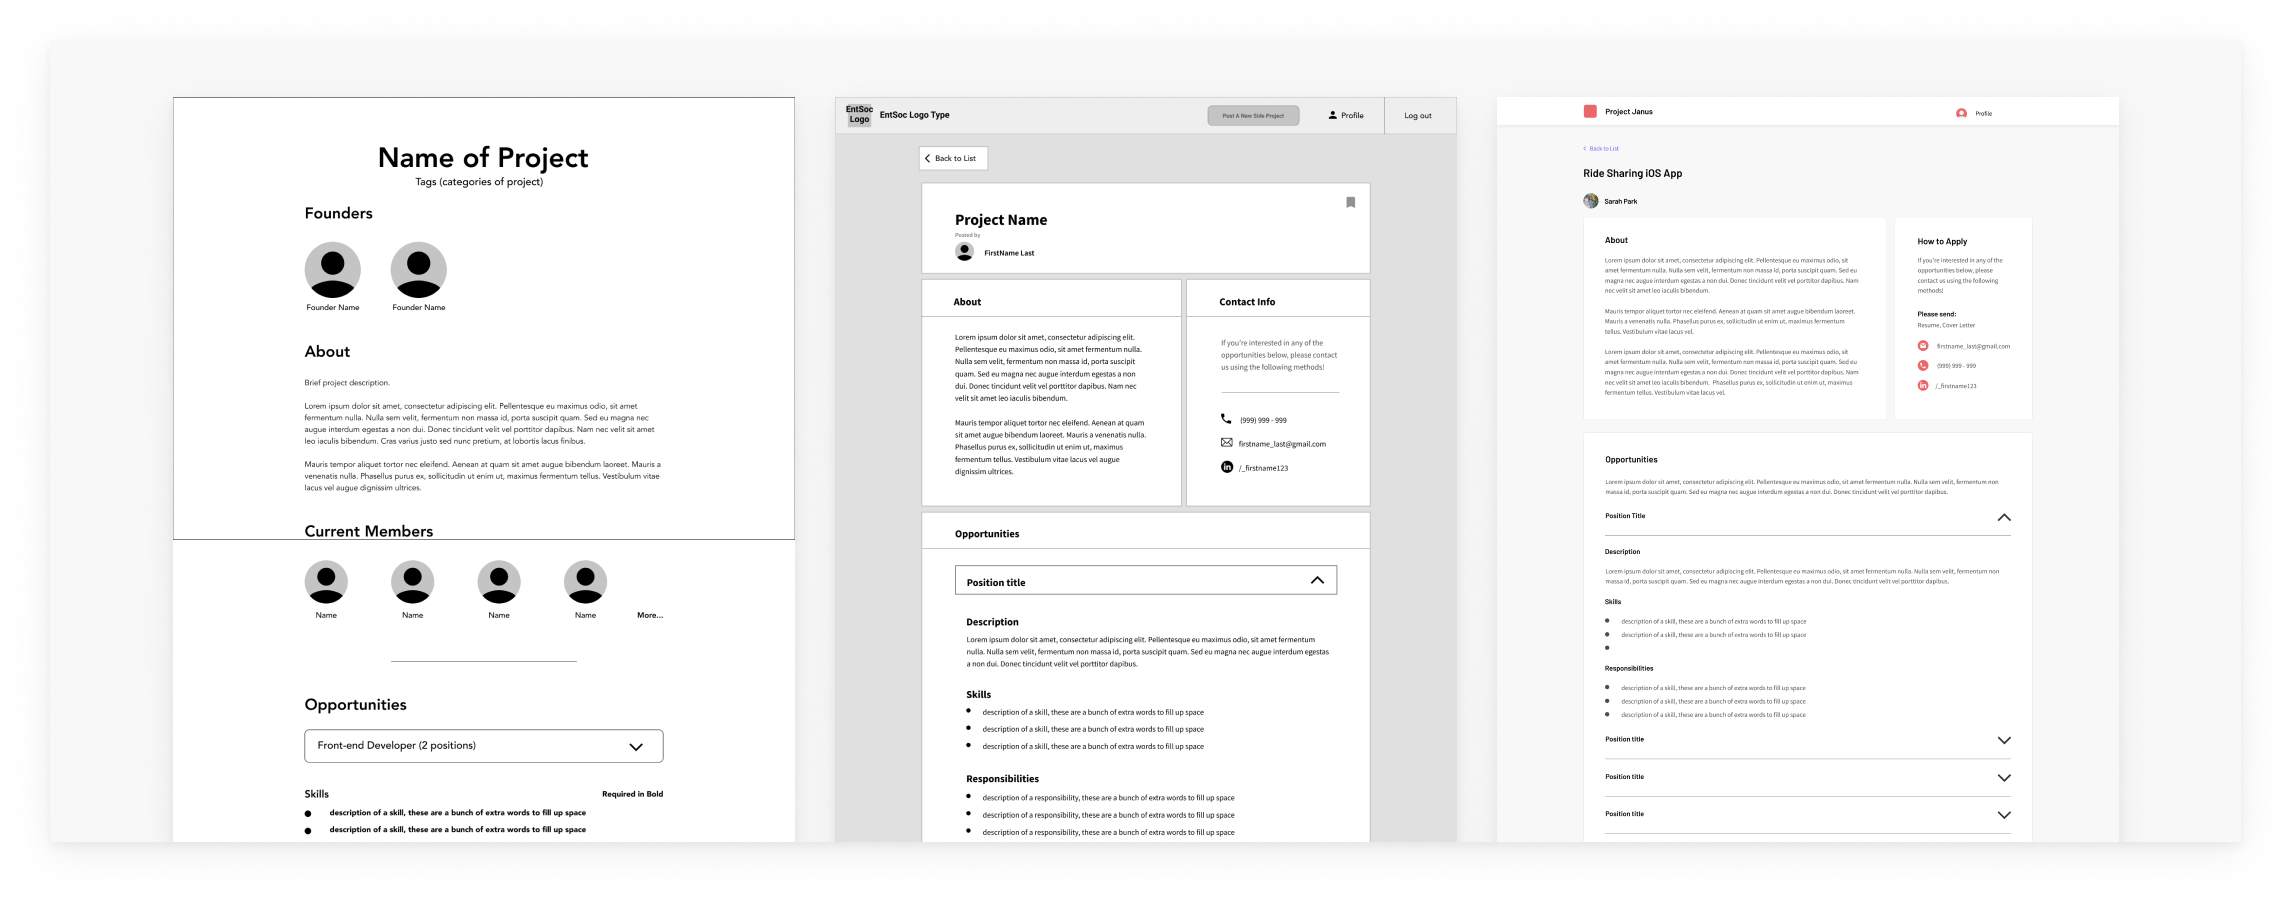 Name of Project
Tags (categories of project)
Founders
Founder Name
Founder Name
About
Brief project description.
Lorem ipsum dolor sit amet, consectetur adipiscing elit. Pellentesque eu maximus odio, sit amet
fermentum nulla. Nulla sem velit, fermentum non massa id, porta suscipit quam. Sed eu magna nec
augue interdum egestas a non dui. Donec tincidunt velit vel porttitor dapibus. Nam nec velit sit amet
leo iaculis bibendum. Cras varius justo sed nunc pretium, at lobortis lacus finibus.
Mauris tempor aliquet tortor nec eleifend. Aenean at quam sit amet augue bibendum laoreet. Mauris a
venenatis nulla. Phasellus purus ex, sollicitudin ut enim ut, maximus fermentum tellus. Vestibulum vitae
lacus vel augue dignissim ultrices.
Current Members
Name
Name
Name
Name
More...
Opportunities
Front-end Developer (2 positions)
Skills
Required in Bold
description of a skill, these are a bunch of extra words to fill up space
description of a skill, these are a bunch of extra words to fill up space
EntSoc
Logo
EntSoc Logo Type
Post A New Side Project
Profile
Log out
Back to List
Project Name
Posted by
FirstName Last
About
Lorem ipsum dolor sit amet, consectetur adipiscing elit.
Pellentesque eu maximus odio, sit amet fermentum nulla.
Nulla sem velit, fermentum non massa id, porta suscipit
quam. Sed eu magna nec augue interdum egestas a non
dui. Donec tincidunt velit vel porttitor dapibus. Nam nec
velit sit amet leo iaculis bibendum.
Mauris tempor aliquet tortor nec eleifend. Aenean at quam
sit amet augue bibendum laoreet. Mauris a venenatis nulla.
Phasellus purus ex, sollicitudin ut enim ut, maximus
fermentum tellus. Vestibulum vitae lacus vel augue
dignissim ultrices.
Contact Info
If you're interested in any of the
opportunities below, please contact
us using the following methods!
(999) 999 - 999
firstname_last@gmail.com
/_firstname123
Opportunities
Position title
Description
Lorem ipsum dolor sit amet, consectetur adipiscing elit. Pellentesque eu maximus odio, sit amet fermentum
nulla. Nulla sem velit, fermentum non massa id, porta suscipit quam. Sed eu magna nec augue interdum egestas
a non dui. Donec tincidunt velit vel porttitor dapibus.
Skills
description of a skill, these are a bunch of extra words to fill up space
description of a skill, these are a bunch of extra words to fill up space
description of a skill, these are a bunch of extra words to fill up space
Responsibilities
description of a responsibility, these are a bunch of extra words to fill up space
description of a responsibility, these are a bunch of extra words to fill up space
description of a responsibility, these are a bunch of extra words to fill up space
Project Janus
Profile
Back to List
Ride Sharing iOS App
Sarah Park
About
Lorem ipsum dolor sit amet, consectetur adipiscing elit. Pellentesque eu maximus odio, sit
amet fermentum nulla. Nulla sem velit, fermentum non massa id, porta suscipit quam. Sed eu
magna nec augue interdum egestas a non dui. Donec tincidunt velit vel porttitor dapibus. Nam
nec velit sit amet leo iaculis bibendum.
Mauris tempor aliquet tortor nec eleifend. Aenean at quam sit amet augue bibendum laoreet.
Mauris a venenatis nulla. Phasellus purus ex, sollicitudin ut enim ut, maximus fermentum
tellus. Vestibulum vitae lacus vel.
Lorem ipsum dolor sit amet, consectetur adipiscing elit. Pellentesque eu maximus odio, sit
amet fermentum nulla. Nulla sem velit, fermentum non massa id, porta suscipit quam. Sed eu
magna nec augue interdum egestas a non dui. Donec tincidunt velit vel porttitor dapibus. Nam
nec velit sit amet leo iaculis bibendum. Phasellus purus ex, sollicitudin ut enim ut, maximus
fermentum tellus. Vestibulum vitae lacus vel.
How to Apply
If you're interested in any of the
opportunities below, please
contact us using the following
methods!
Please send:
Resume, Cover Letter
firstname_last@gmail.com
(999) 999 - 999
/_firstname123
Opportunities
Lorem ipsum dolor sit amet, consectetur adipiscing elit. Pellentesque eu maximus odio, sit amet fermentum nulla. Nulla sem velit, fermentum non
massa id, porta suscipit quam. Sed eu magna nec augue interdum egestas a non dui. Donec tincidunt velit vel porttitor dapibus.
Position Title
Description
Lorem ipsum dolor sit amet, consectetur adipiscing elit. Pellentesque eu maximus odio, sit amet fermentum nulla. Nulla sem velit, fermentum non
massa id, porta suscipit quam. Sed eu magna nec augue interdum egestas a non dui. Donec tincidunt velit vel porttitor dapibus.
Skills
description of a skill, these are a bunch of extra words to fill up space
description of a skill, these are a bunch of extra words to fill up space
Responsibilities
description of a skill, these are a bunch of extra words to fill up space
description of a skill, these are a bunch of extra words to fill up space
description of a skill, these are a bunch of extra words to fill up space
Position title
Position title
Position title